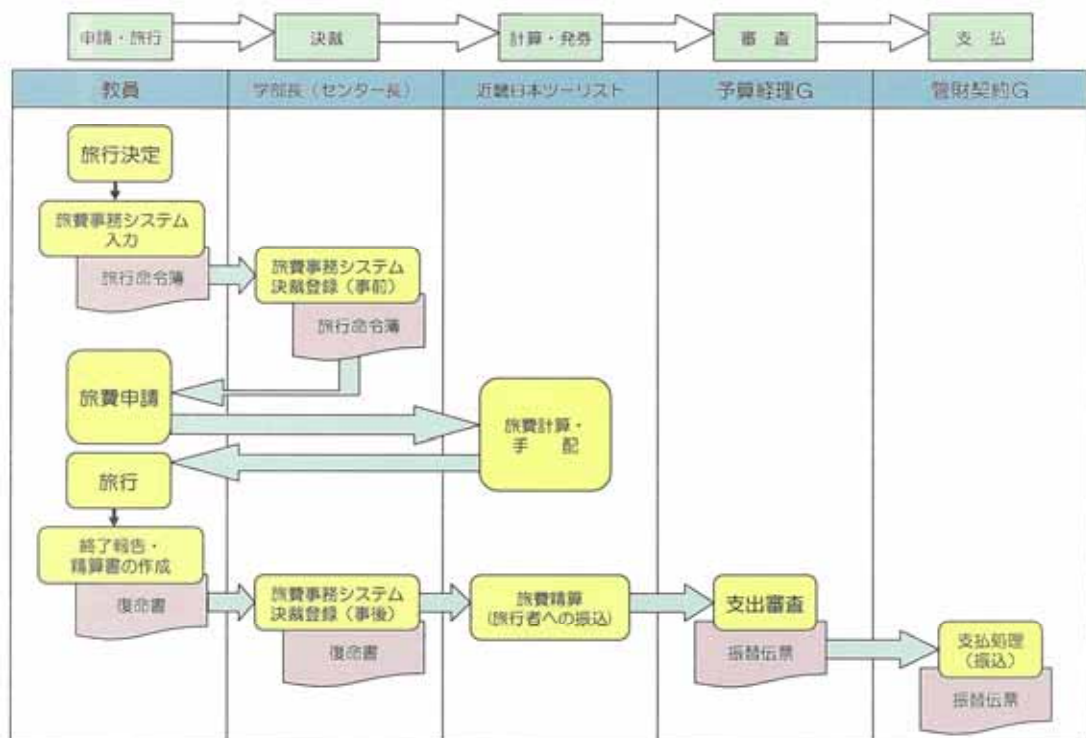 申請・旅行
決裁
計算・発券
審査
支払
教員
学部長（センター長）
近畿日本ツーリスト
予算経理G
管財契約G
旅行決定
旅費事務システム
入力
旅行命令簿
旅費事務システム
決裁登録（事前）
旅行命令簿
旅費申請
旅費計算・
手配
旅行
終了報告・
精算書の作成
復命書
旅費事務システム
決裁登録（事後）
復命書
旅費精算
(旅行者への振込)
支出審査
振替伝票
支払処理
（振込）
振替伝票